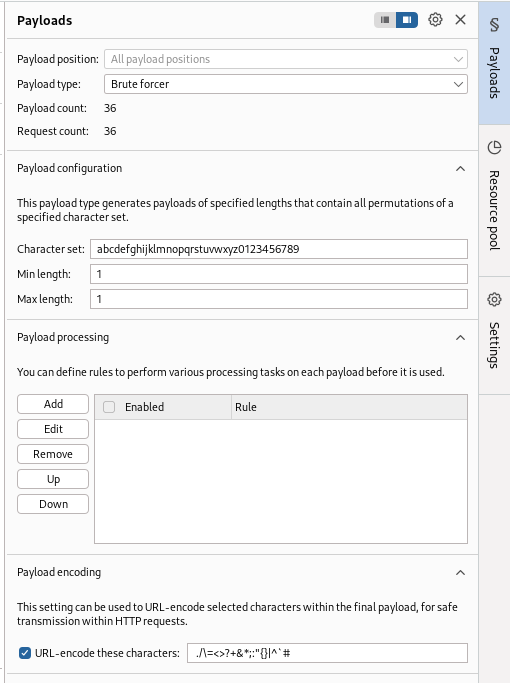 Payloads
Payload position: All payload positions
Payload type: Brute forcer
Payload count: 36
Request count: 36
Payload configuration
This payload type generates payloads of specified lengths that contain all permutations of a
specified character set.
Character set: abcdefghijklmnopqrstuvwxyz0123456789
Min length: 1
Max length: 1
Payload processing
You can define rules to perform various processing tasks on each payload before it is used.
Add
Edit
Remove
Up
Down
Enabled Rule
Payload encoding
This setting can be used to URL-encode selected characters within the final payload, for safe
transmission within HTTP requests.
URL-encode these characters: ./\=<>?+&*;:"{}|^`#
Payloads
Resource pool
Settings